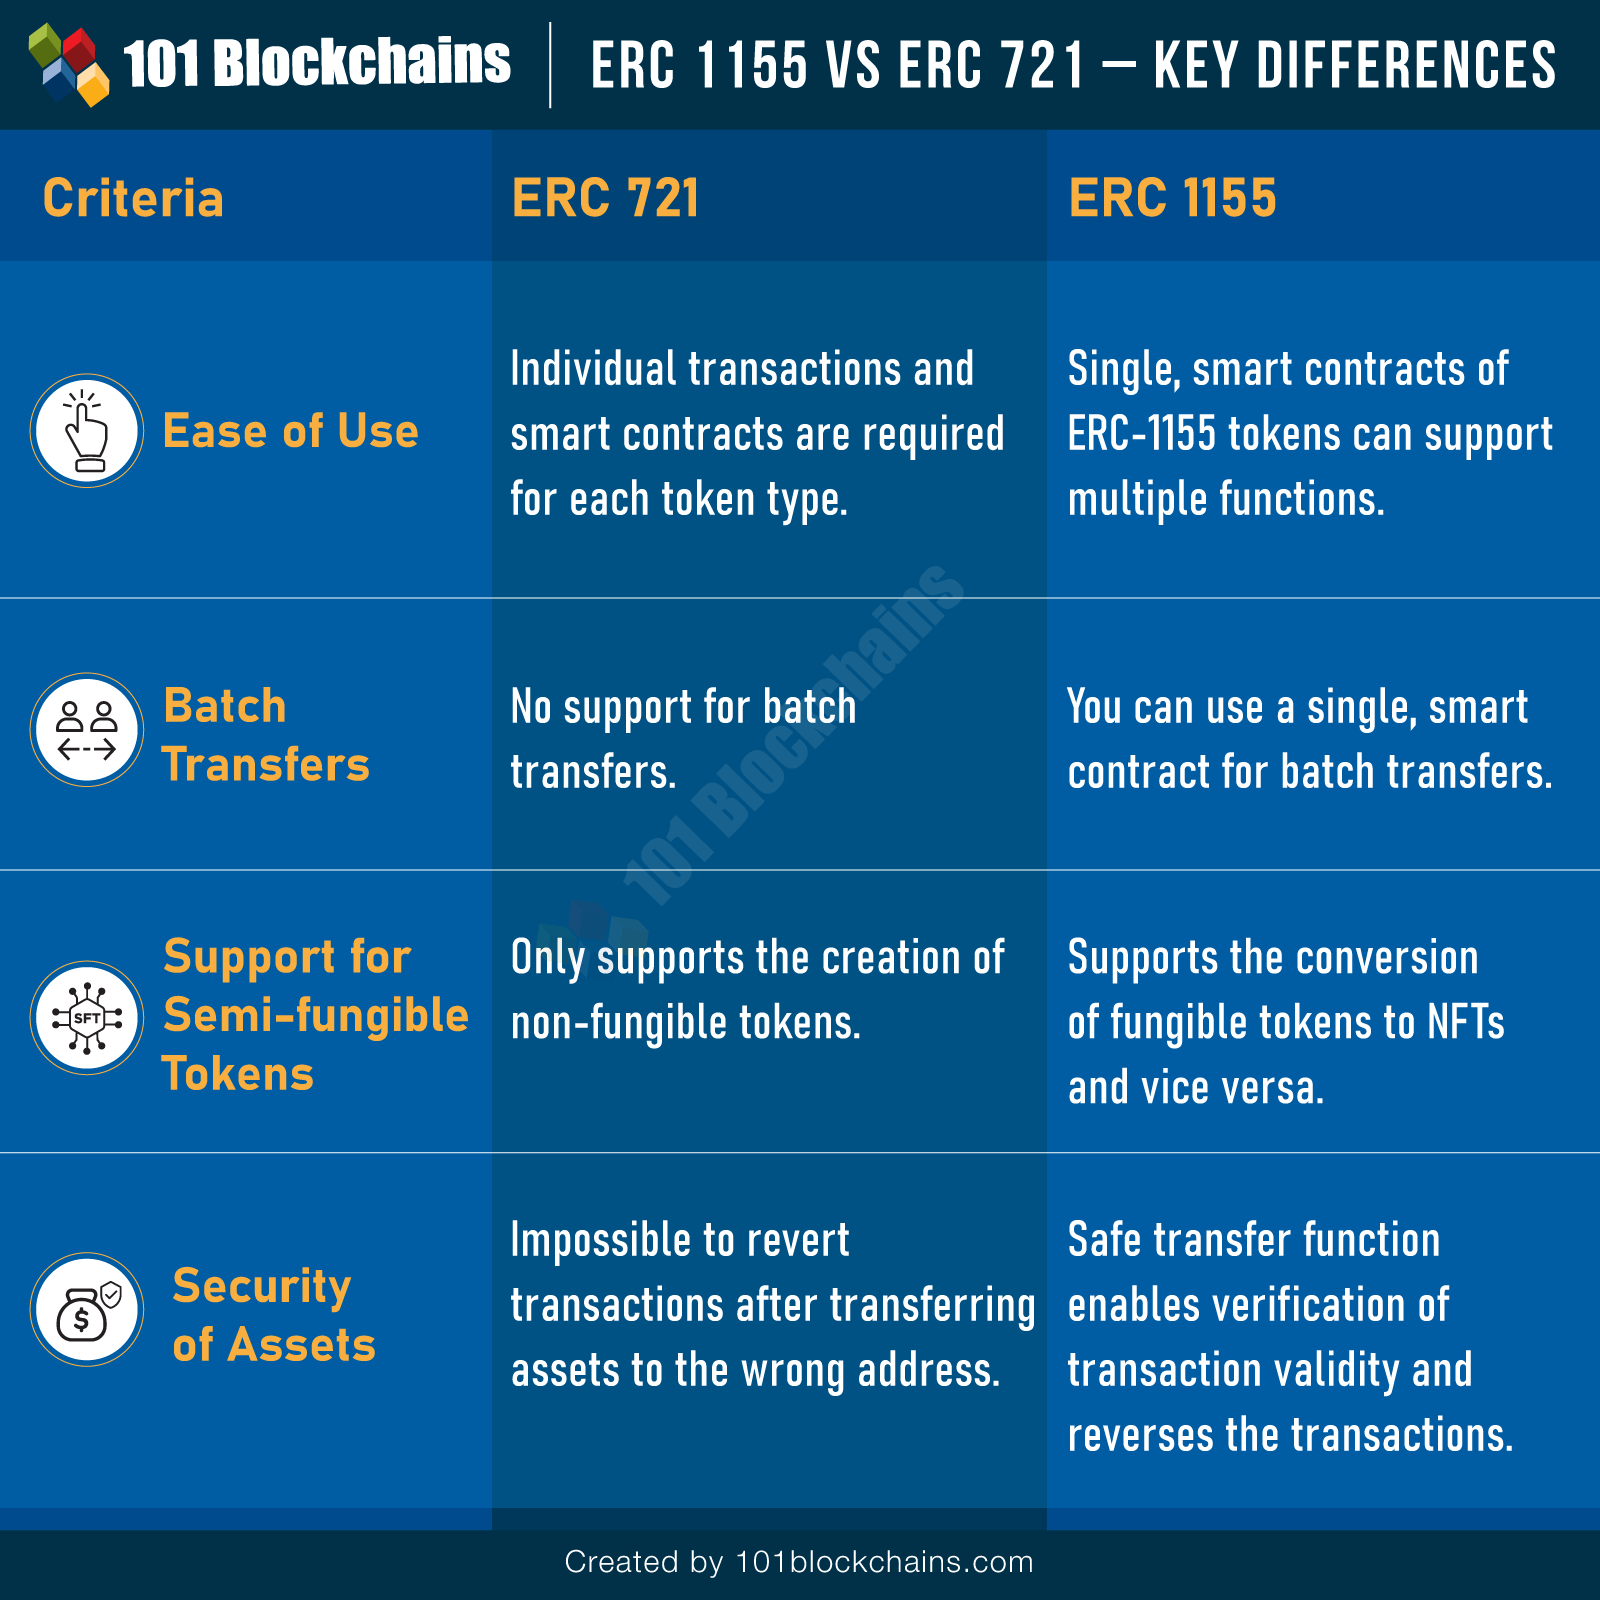 101 Blockchains
ERC 1155 VS ERC 721 – KEY DIFFERENCES
Criteria
ERC 721
ERC 1155
Ease of Use
Individual transactions and
smart contracts are required
for each token type.
Single, smart contracts of
ERC-1155 tokens can support
multiple functions.
Batch
Transfers
No support for batch
transfers.
You can use a single, smart
contract for batch transfers.
SFT
Support for
Semi-fungible
Tokens
Only supports the creation of
non-fungible tokens.
Supports the conversion
of fungible tokens to NFTs
and vice versa.
$
Security
of Assets
Impossible to revert
transactions after transferring
assets to the wrong address.
Safe transfer function
enables verification of
transaction validity and
reverses the transactions.
101 Blockchains
Created by 101blockchains.com